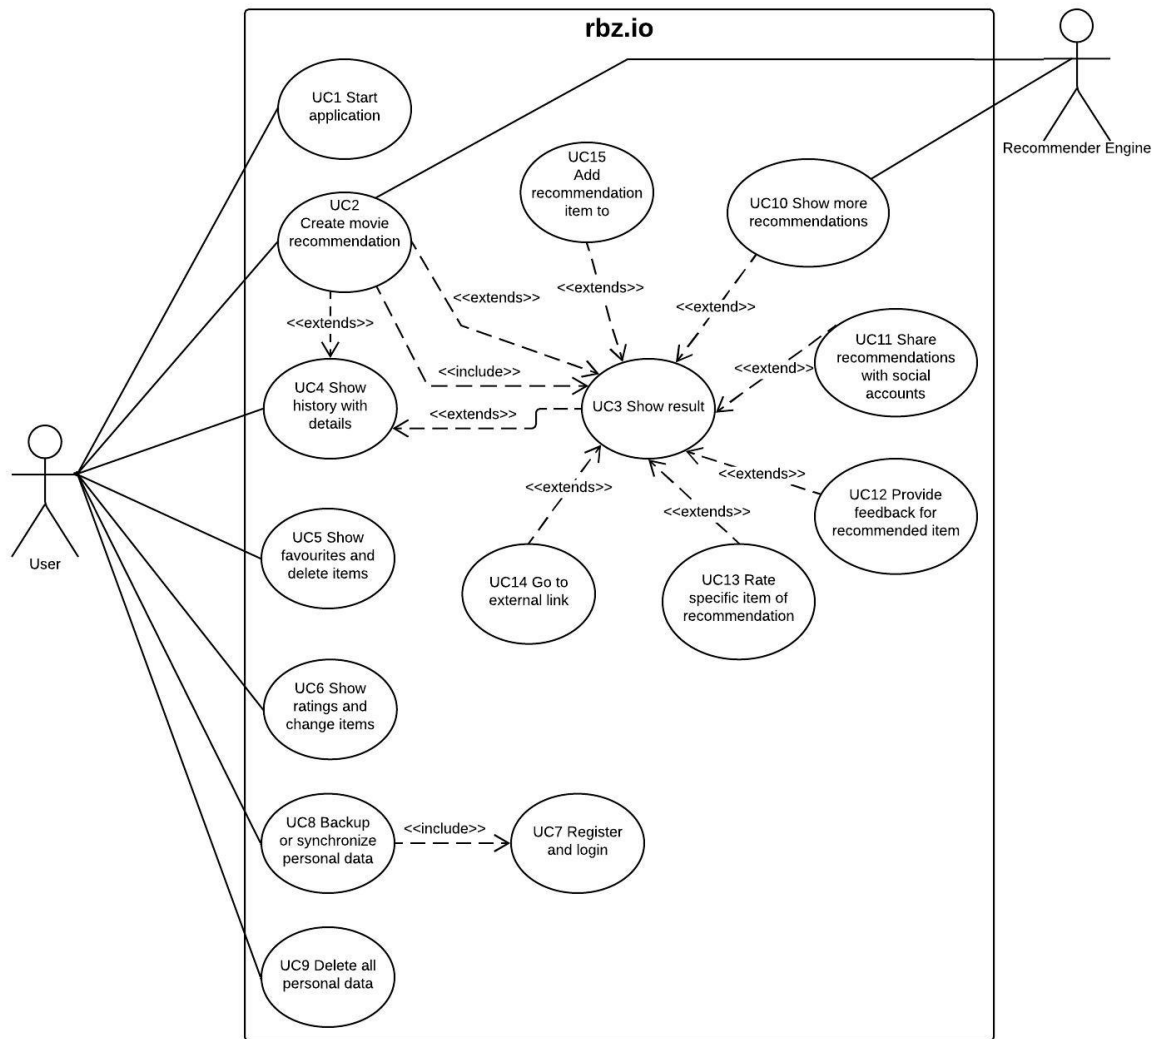 rbz.io
UC1 Start
application
Recommender Engine
UC15
Add
recommendation
item to
UC10 Show more
recommendations
UC2
Create movie
recommendation
<<extends>>
<<extends>>
<<extend>>
<<extends>>
UC11 Share
recommendations
with social
accounts
<<extend>>
<<include>>
UC4 Show
history with
details
<<extends>>
UC3 Show result
<<extends>>
<<extends>>
<<extends>>
UC12 Provide
feedback for
recommended item
User
UC5 Show
favourites and
delete items
UC14 Go to
external link
UC13 Rate
specific item of
recommendation
UC6 Show
ratings and
change items
UC8 Backup
or synchronize
personal data
<<include>>
UC7 Register
and login
UC9 Delete all
personal data